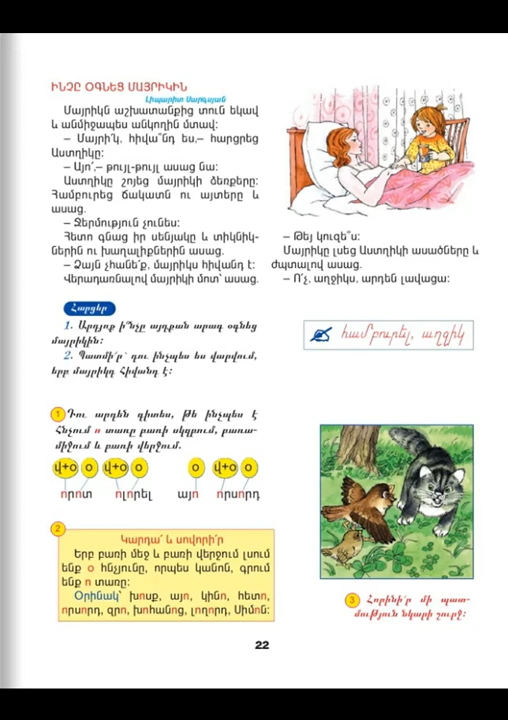 ԻՆՉԸ ՕԳՆԵՑ ՄԱՅՐԻԿԻՆ
Լիպարիտ Սարգսյան
Մայրիկն աշխատանքից տուն եկավ
և անմիջապես անկողին մտավ:
– Մայրի՛կ, հիվա՞նդ ես,– հարցրեց
Աստղիկը:
– Այո՛,– թույլ-թույլ ասաց նա:
Աստղիկը շոյեց մայրիկի ձեռքերը:
Համբուրեց ճակատն ու այտերը և
ասաց.
– Ջերմություն չունես:
Հետո գնաց իր սենյակը և տիկնիկ-
ներին ու խաղալիքներին ասաց.
– Ձայն չհանե՛ք, մայրիկս հիվանդ է:
Վերադառնալով մայրիկի մոտ՝ ասաց.
– Թեյ կուզե՞ս:
Մայրիկը լսեց Աստղիկի ասածները և
ժպտալով ասաց.
– Ո՛չ, աղջիկս, արդեն լավացա:
Հարցեր
1. Արդյոք ի՞նչը այդքան արագ օգնեց
մայրիկին:
2. Պատմի՛ր՝ դու ինչպես ես վարվում,
երբ մայրիկդ հիվանդ է:
համբուրել, աղջիկ
1 Դու արդեն գիտես, թե ինչպես է
հնչում ո տառը բառի սկզբում, բառա-
միջում և բառի վերջում.
վ+օ օ վ+օ օ օ վ+օ օ
որոտ ոլորել այո որսորդ
2
Կարդա՛ և սովորի՛ր
Երբ բառի մեջ և բառի վերջում լսում
ենք օ հնչյունը, որպես կանոն, գրում
ենք ո տառը:
Օրինակ՝ խոսք, այո, կինո, հետո,
որսորդ, զրո, խոհանոց, լողորդ, Սիմոն:
3 Հորինի՛ր մի պատ-
մություն նկարի շուրջ:
22